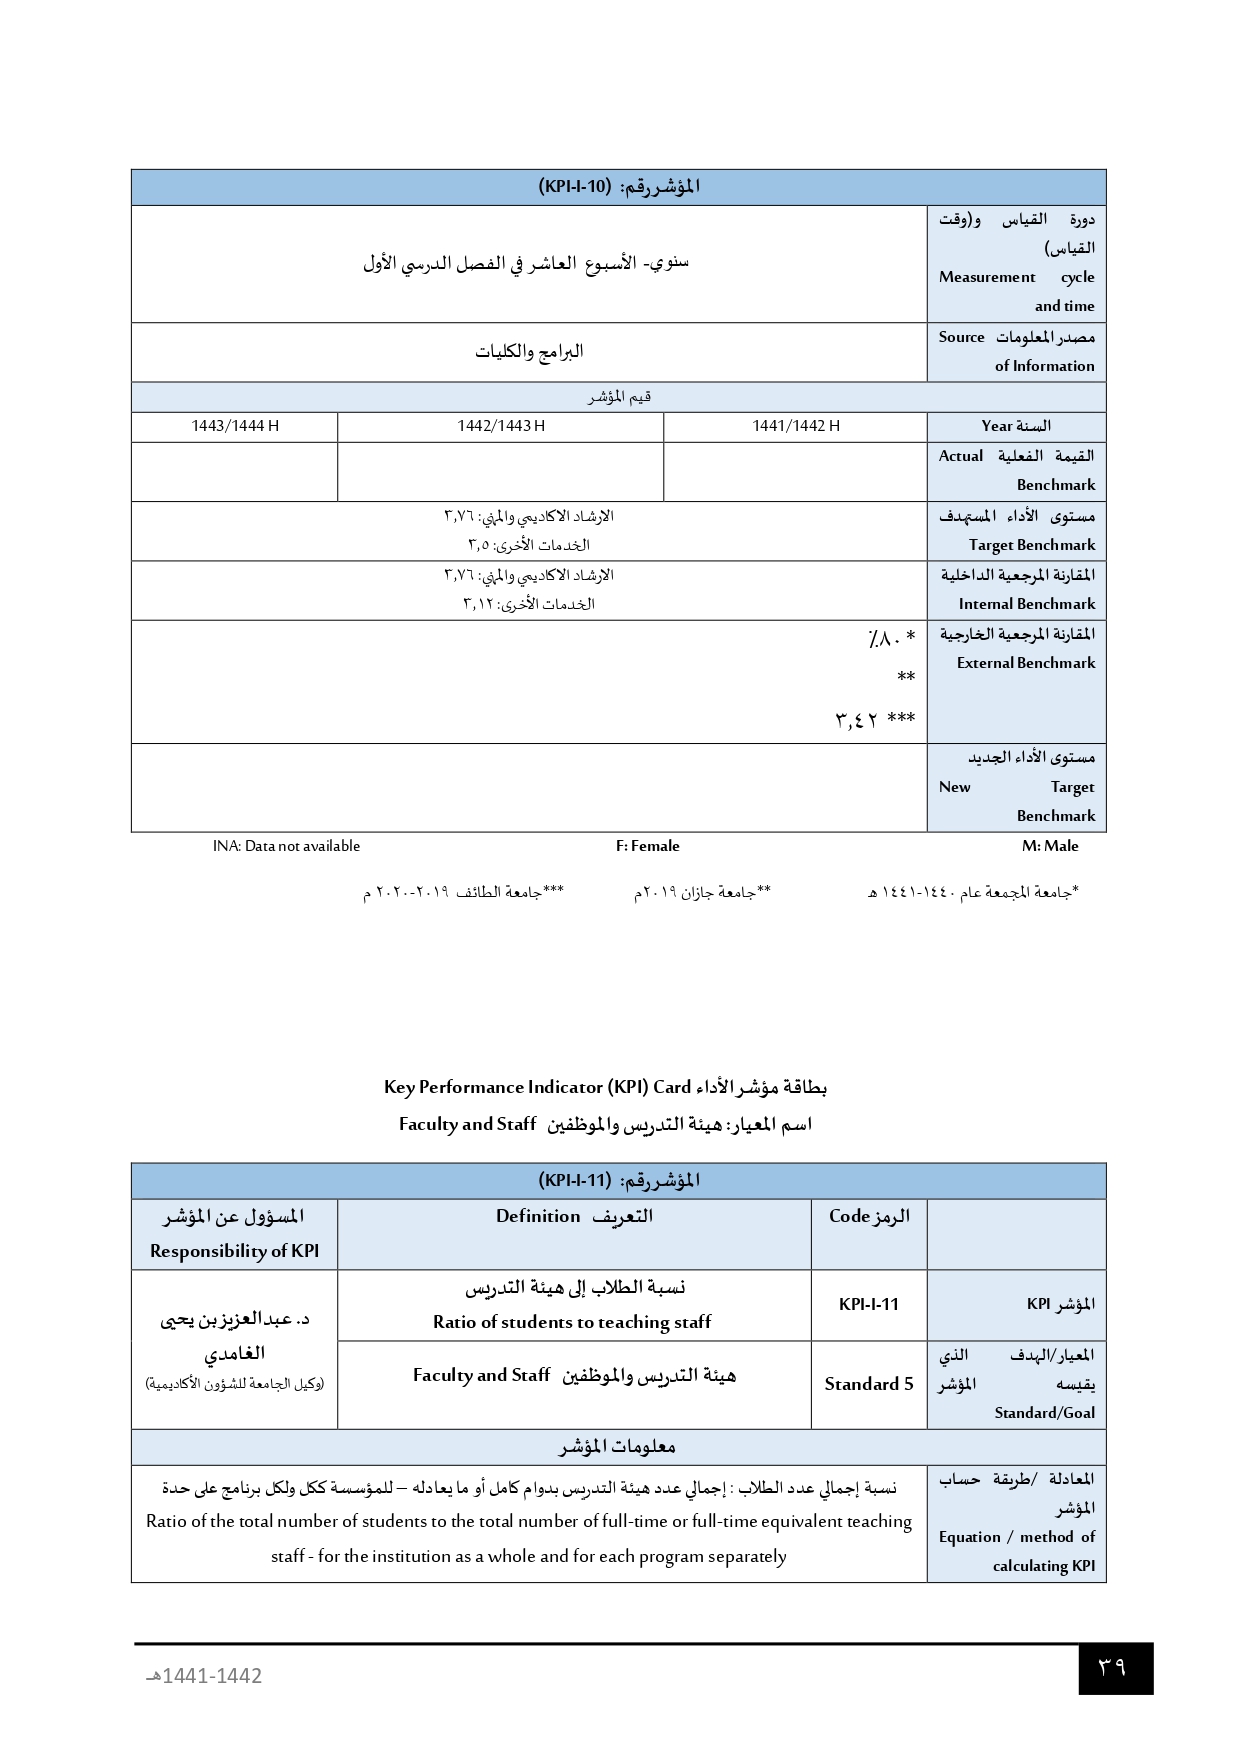 المؤشر رقم: (KPI-I-10)
دورة القياس و(وقت
القياس)
Measurement cycle
and time
سنوي- الأسبوع العاشر في الفصل الدرسي الأول
مصدر المعلومات Source
of Information
البرامج والكليات
قيم المؤشر
السنة Year
1441/1442 H
1442/1443 H
1443/1444 H
القيمة الفعلية Actual
Benchmark
مستوى الأداء المستهدف
Target Benchmark
الارشاد الاكاديمي والمهني: ٣,٧٦
الخدمات الأخرى: ٣,٥
المقارنة المرجعية الداخلية
Internal Benchmark
الارشاد الاكاديمي والمهني: ٣,٧٦
الخدمات الأخرى: ٣,١٢
المقارنة المرجعية الخارجية
External Benchmark
* ٨٠٪
**
*** ٣,٤٢
مستوى الأداء الجديد
New Target
Benchmark
M: Male
F: Female
INA: Data not available
*جامعة المجمعة عام ١٤٤٠-١٤٤١ هـ
**جامعة جازان ٢٠١٩م
***جامعة الطائف ٢٠١٩-٢٠٢٠ م
بطاقة مؤشر الأداء Key Performance Indicator (KPI) Card
اسم المعيار: هيئة التدريس والموظفين Faculty and Staff
المؤشر رقم: (KPI-I-11)
الرمز Code
التعريف Definition
المسؤول عن المؤشر
Responsibility of KPI
المؤشر KPI
KPI-I-11
نسبة الطلاب إلى هيئة التدريس
Ratio of students to teaching staff
د. عبدالعزيز بن يحيى
الغامدي
(وكيل الجامعة للشؤون الأكاديمية)
المعيار/الهدف الذي
يقيسه المؤشر
Standard/Goal
Standard 5
هيئة التدريس والموظفين Faculty and Staff
معلومات المؤشر
المعادلة /طريقة حساب
المؤشر
Equation / method of
calculating KPI
نسبة إجمالي عدد الطلاب : إجمالي عدد هيئة التدريس بدوام كامل أو ما يعادله – للمؤسسة ككل ولكل برنامج على حدة
Ratio of the total number of students to the total number of full-time or full-time equivalent teaching
staff - for the institution as a whole and for each program separately
1441-1442هـ
٣٩